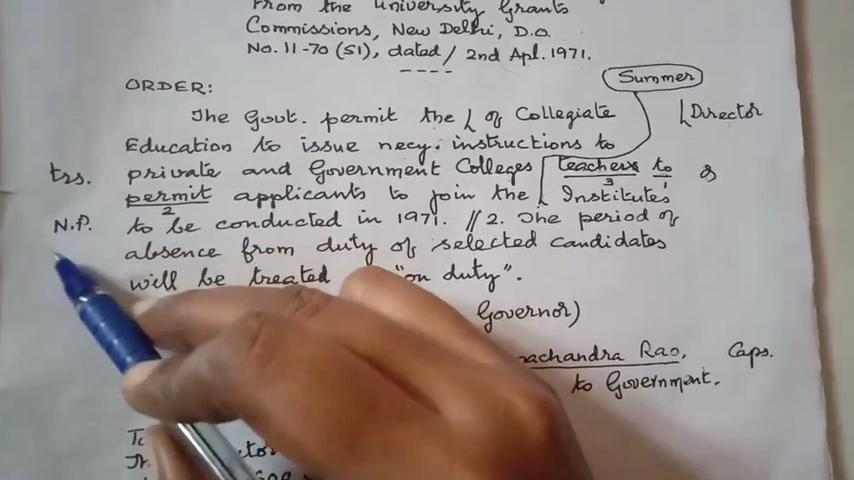 From the University Grants
Commissions, New Delhi, D.O.
No. 11-70 (51), dated / 2nd Apl. 1971.
ORDER:
Summer
The Govt. permit the of Collegiate
Director
Education to issue necy. instructions to
trs. private and Government Colleges teachers to
permit applicants to join the Institutes
2 3 1
N.P. to be conducted in 1971. // 2. The period of
absence from duty of selected candidates
will be treated "on duty".
Governor)
achandra Rao, Caps.
to Government.